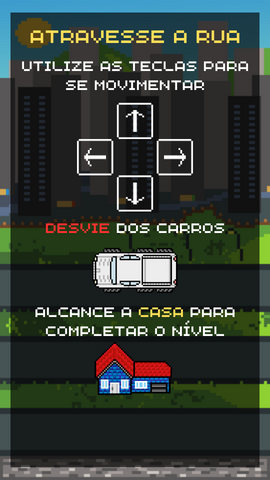 ATRAVESSE A RUA
UTILIZE AS TECLAS PARA
SE MOVIMENTAR
↑
← →
↓
DESVIE DOS CARROS
ALCANCE A CASA PARA
COMPLETAR O NÍVEL